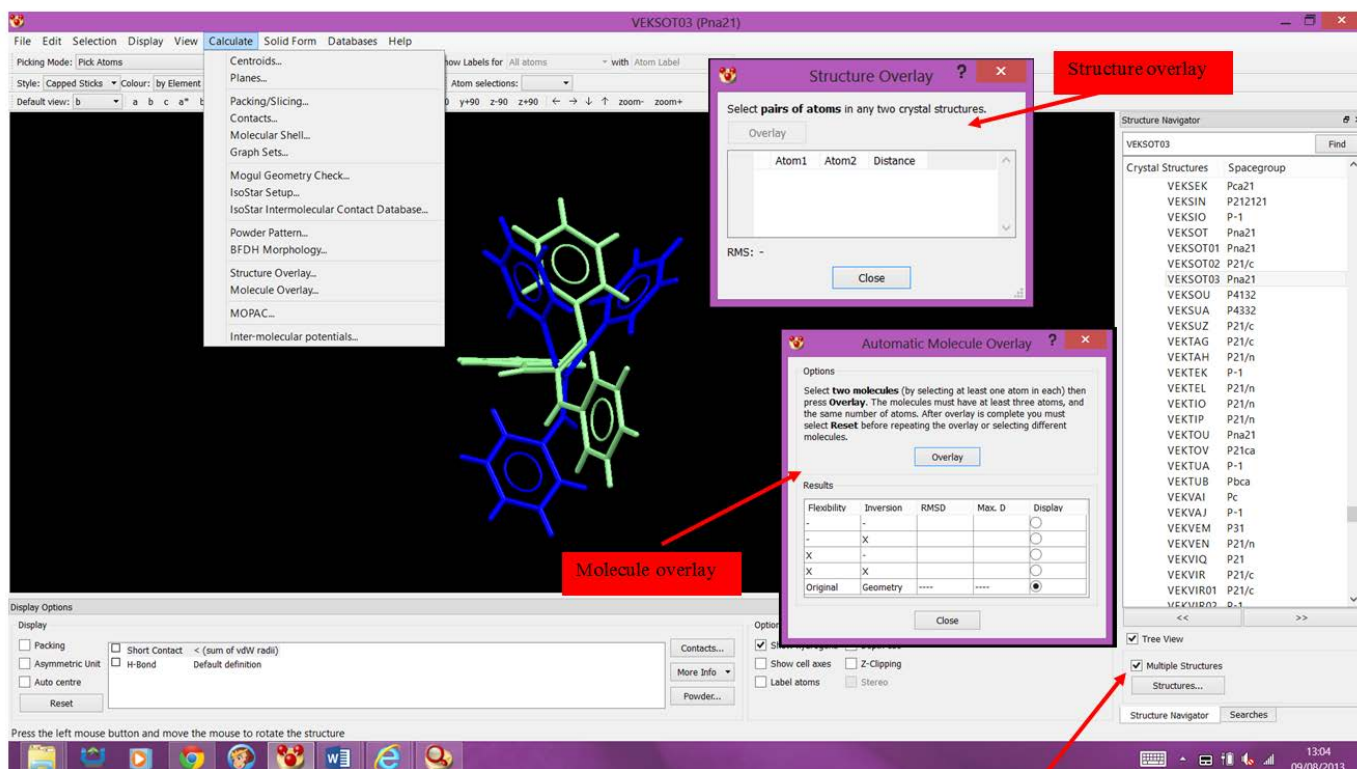 VEKSOT03 (Pna21)
File Edit Selection Display View Calculate Solid Form Databases Help
Picking Mode: Pick Atoms
how Labels for All atoms with Atom Label
Style: Capped Sticks Colour: by Element
Atom selections:
Default view: b a b c a*
y+90 z-90 z+90 ← → ↓ ↑ zoom- zoom+
Centroids...
Planes...
Packing/Slicing...
Contacts...
Molecular Shell...
Graph Sets...
Mogul Geometry Check...
IsoStar Setup...
IsoStar Intermolecular Contact Database...
Powder Pattern...
BFDH Morphology...
Structure Overlay...
Molecule Overlay...
MOPAC...
Inter-molecular potentials...
Structure Overlay ?
Select pairs of atoms in any two crystal structures.
Overlay
Atom1 Atom2 Distance
RMS: -
Close
Structure overlay
Automatic Molecule Overlay ?
Options
Select two molecules (by selecting at least one atom in each) then
press Overlay. The molecules must have at least three atoms, and
the same number of atoms. After overlay is complete you must
select Reset before repeating the overlay or selecting different
molecules.
Overlay
Results
Flexibility Inversion RMSD Max. D Display
- -
- X
X -
X X
Original Geometry ---- ----
Close
Molecule overlay
Structure Navigator
VEKSOT03 Find
Crystal Structures Spacegroup
VEKSEK Pca21
VEKSIN P212121
VEKSIO P-1
VEKSOT Pna21
VEKSOT01 Pna21
VEKSOT02 P21/c
VEKSOT03 Pna21
VEKSOU P4132
VEKSUA P4332
VEKSUZ P21/c
VEKTAG P21/c
VEKTAH P21/n
VEKTEK P-1
VEKTEL P21/n
VEKTIO P21/n
VEKTIP P21/n
VEKTOU Pna21
VEKTOV P21ca
VEKTUA P-1
VEKTUB Pbca
VEKVAI Pc
VEKVAJ P-1
VEKVEM P31
VEKVEN P21/n
VEKVIQ P21
VEKVIR P21/c
VEKVIR01 P21/c
VEKVIR02 P-1
<< >>
Tree View
Multiple Structures
Structures...
Structure Navigator Searches
Display Options
Display
Packing
Asymmetric Unit
Auto centre
Reset
Short Contact < (sum of vdW radii)
H-Bond Default definition
Contacts...
More Info
Powder...
Show cell axes Z-Clipping
Label atoms Stereo
Press the left mouse button and move the mouse to rotate the structure
13:04
09/08/2013